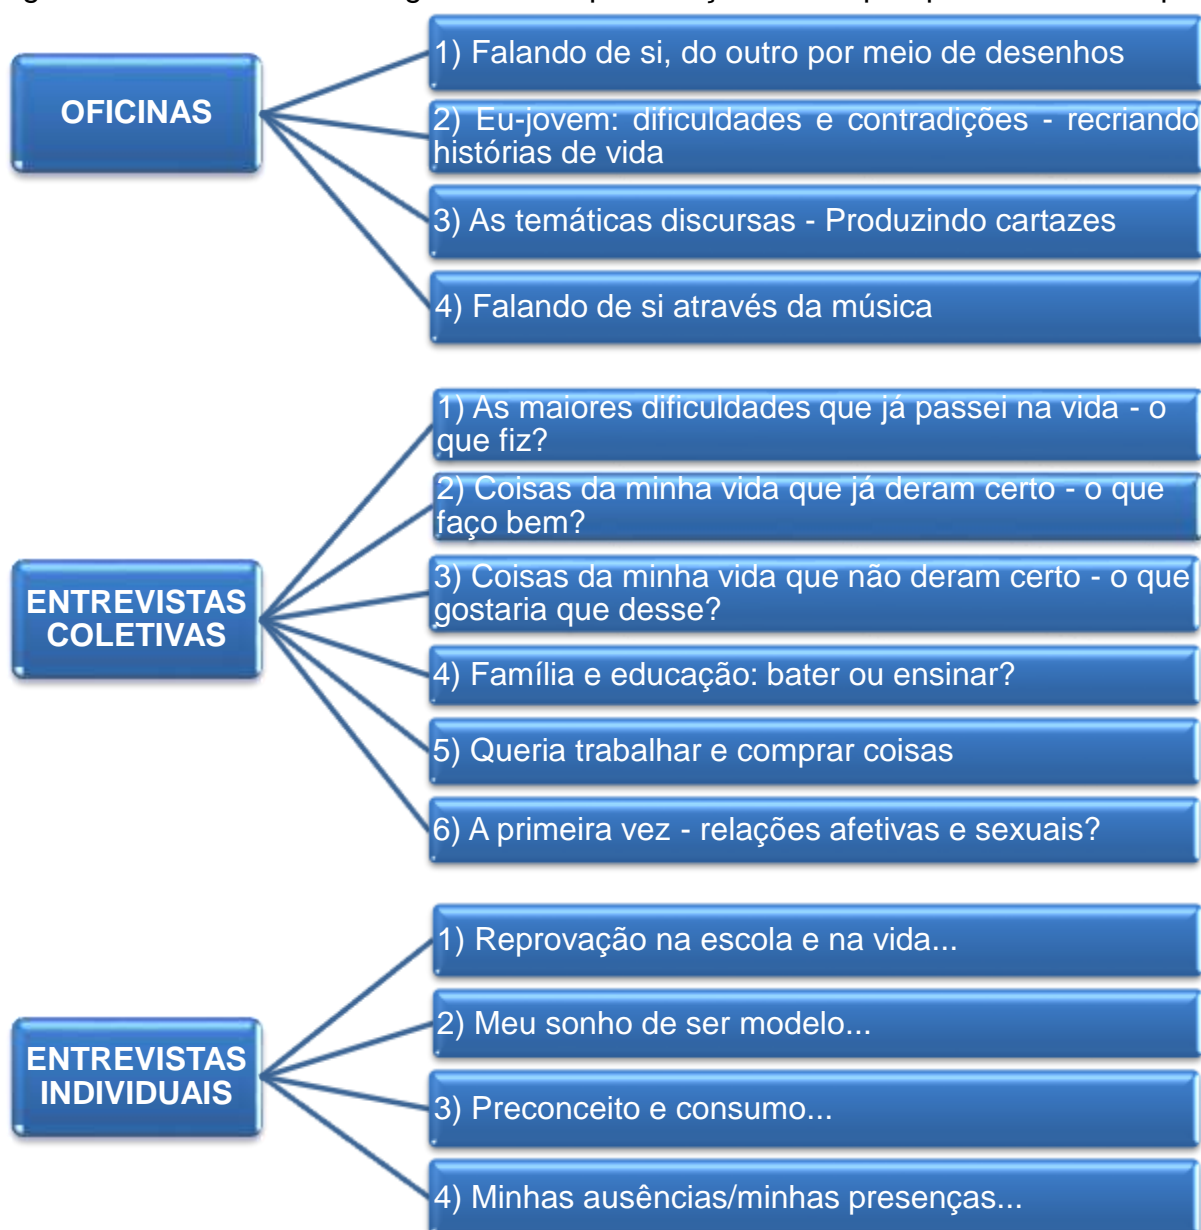 OFICINAS
1) Falando de si, do outro por meio de desenhos
2) Eu-jovem: dificuldades e contradições - recriando
histórias de vida
3) As temáticas discursas - Produzindo cartazes
4) Falando de si através da música
ENTREVISTAS
COLETIVAS
1) As maiores dificuldades que já passei na vida - o
que fiz?
2) Coisas da minha vida que já deram certo - o que
faço bem?
3) Coisas da minha vida que não deram certo - o que
gostaria que desse?
4) Família e educação: bater ou ensinar?
5) Queria trabalhar e comprar coisas
6) A primeira vez - relações afetivas e sexuais?
ENTREVISTAS
INDIVIDUAIS
1) Reprovação na escola e na vida...
2) Meu sonho de ser modelo...
3) Preconceito e consumo...
4) Minhas ausências/minhas presenças...